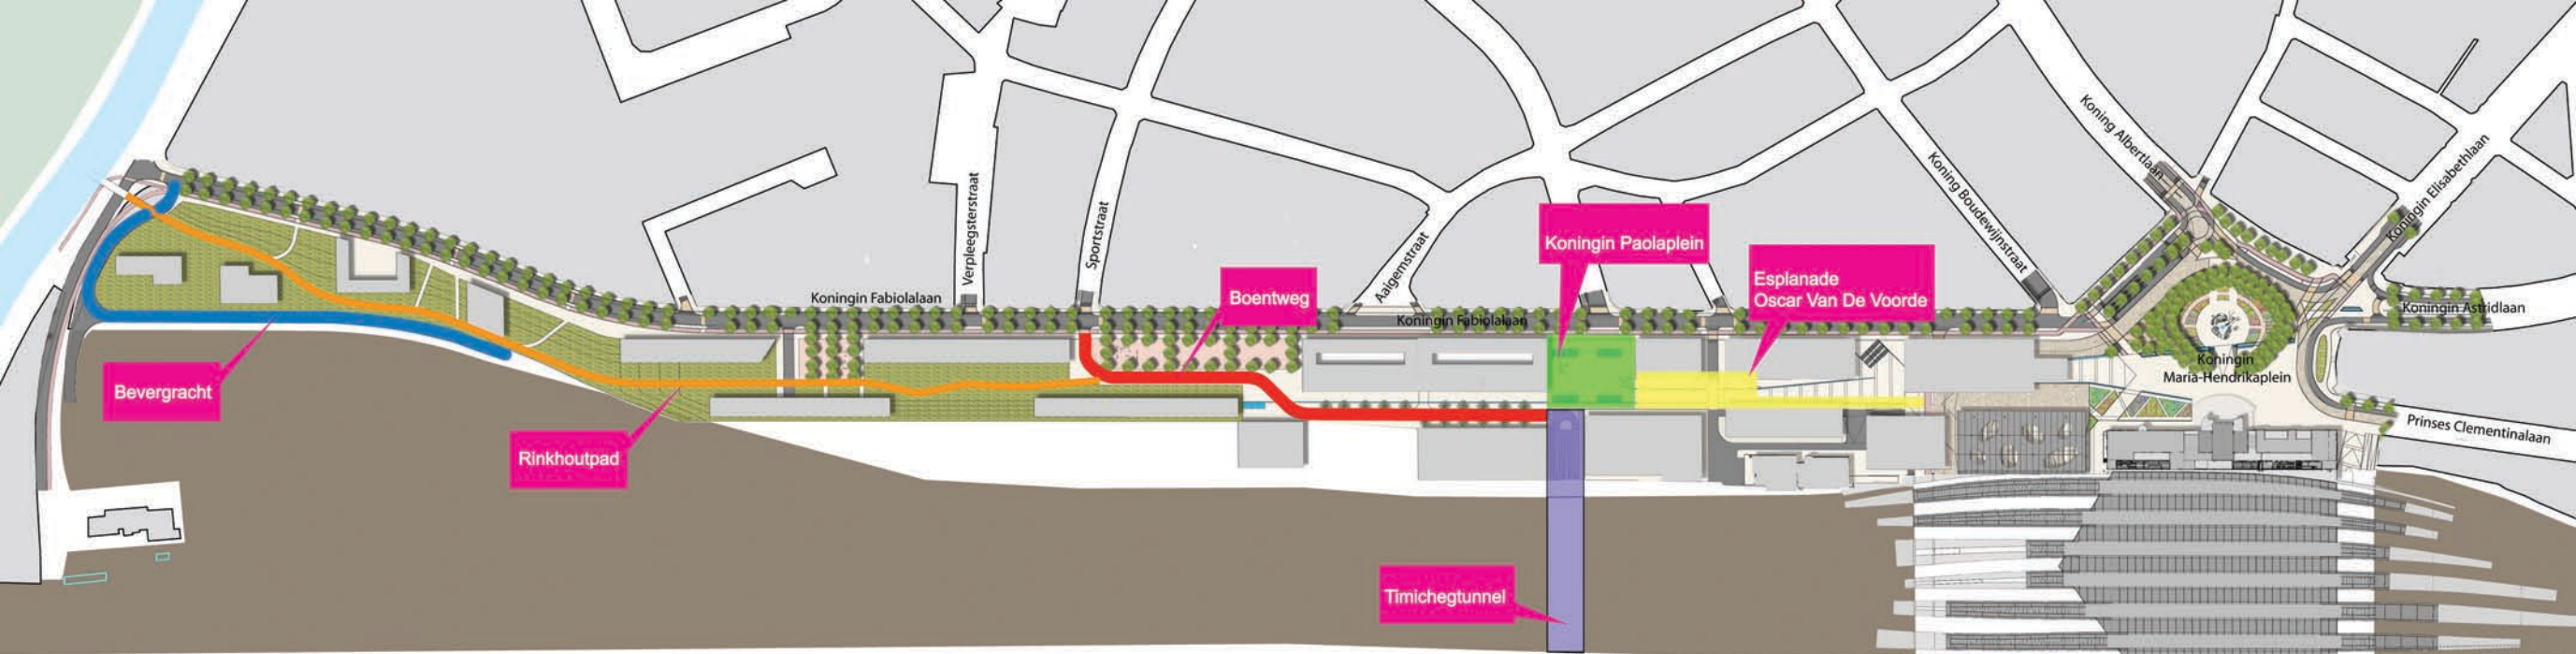 Koning Albertlaan
Koningin Elisabethlaan
Koning Boudewijnstraat
Verpleegsterstraat
Sportstraat
Aaigemstraat
Koningin Paolaplein
Esplanade
Oscar Van De Voorde
Boentweg
Koningin Fabiolalaan
Koningin Fabiolalaan
Koningin Astridlaan
Koningin
Maria-Hendrikaplein
Bevergracht
Prinses Clementinalaan
Rinkhoutpad
Timichegtunnel